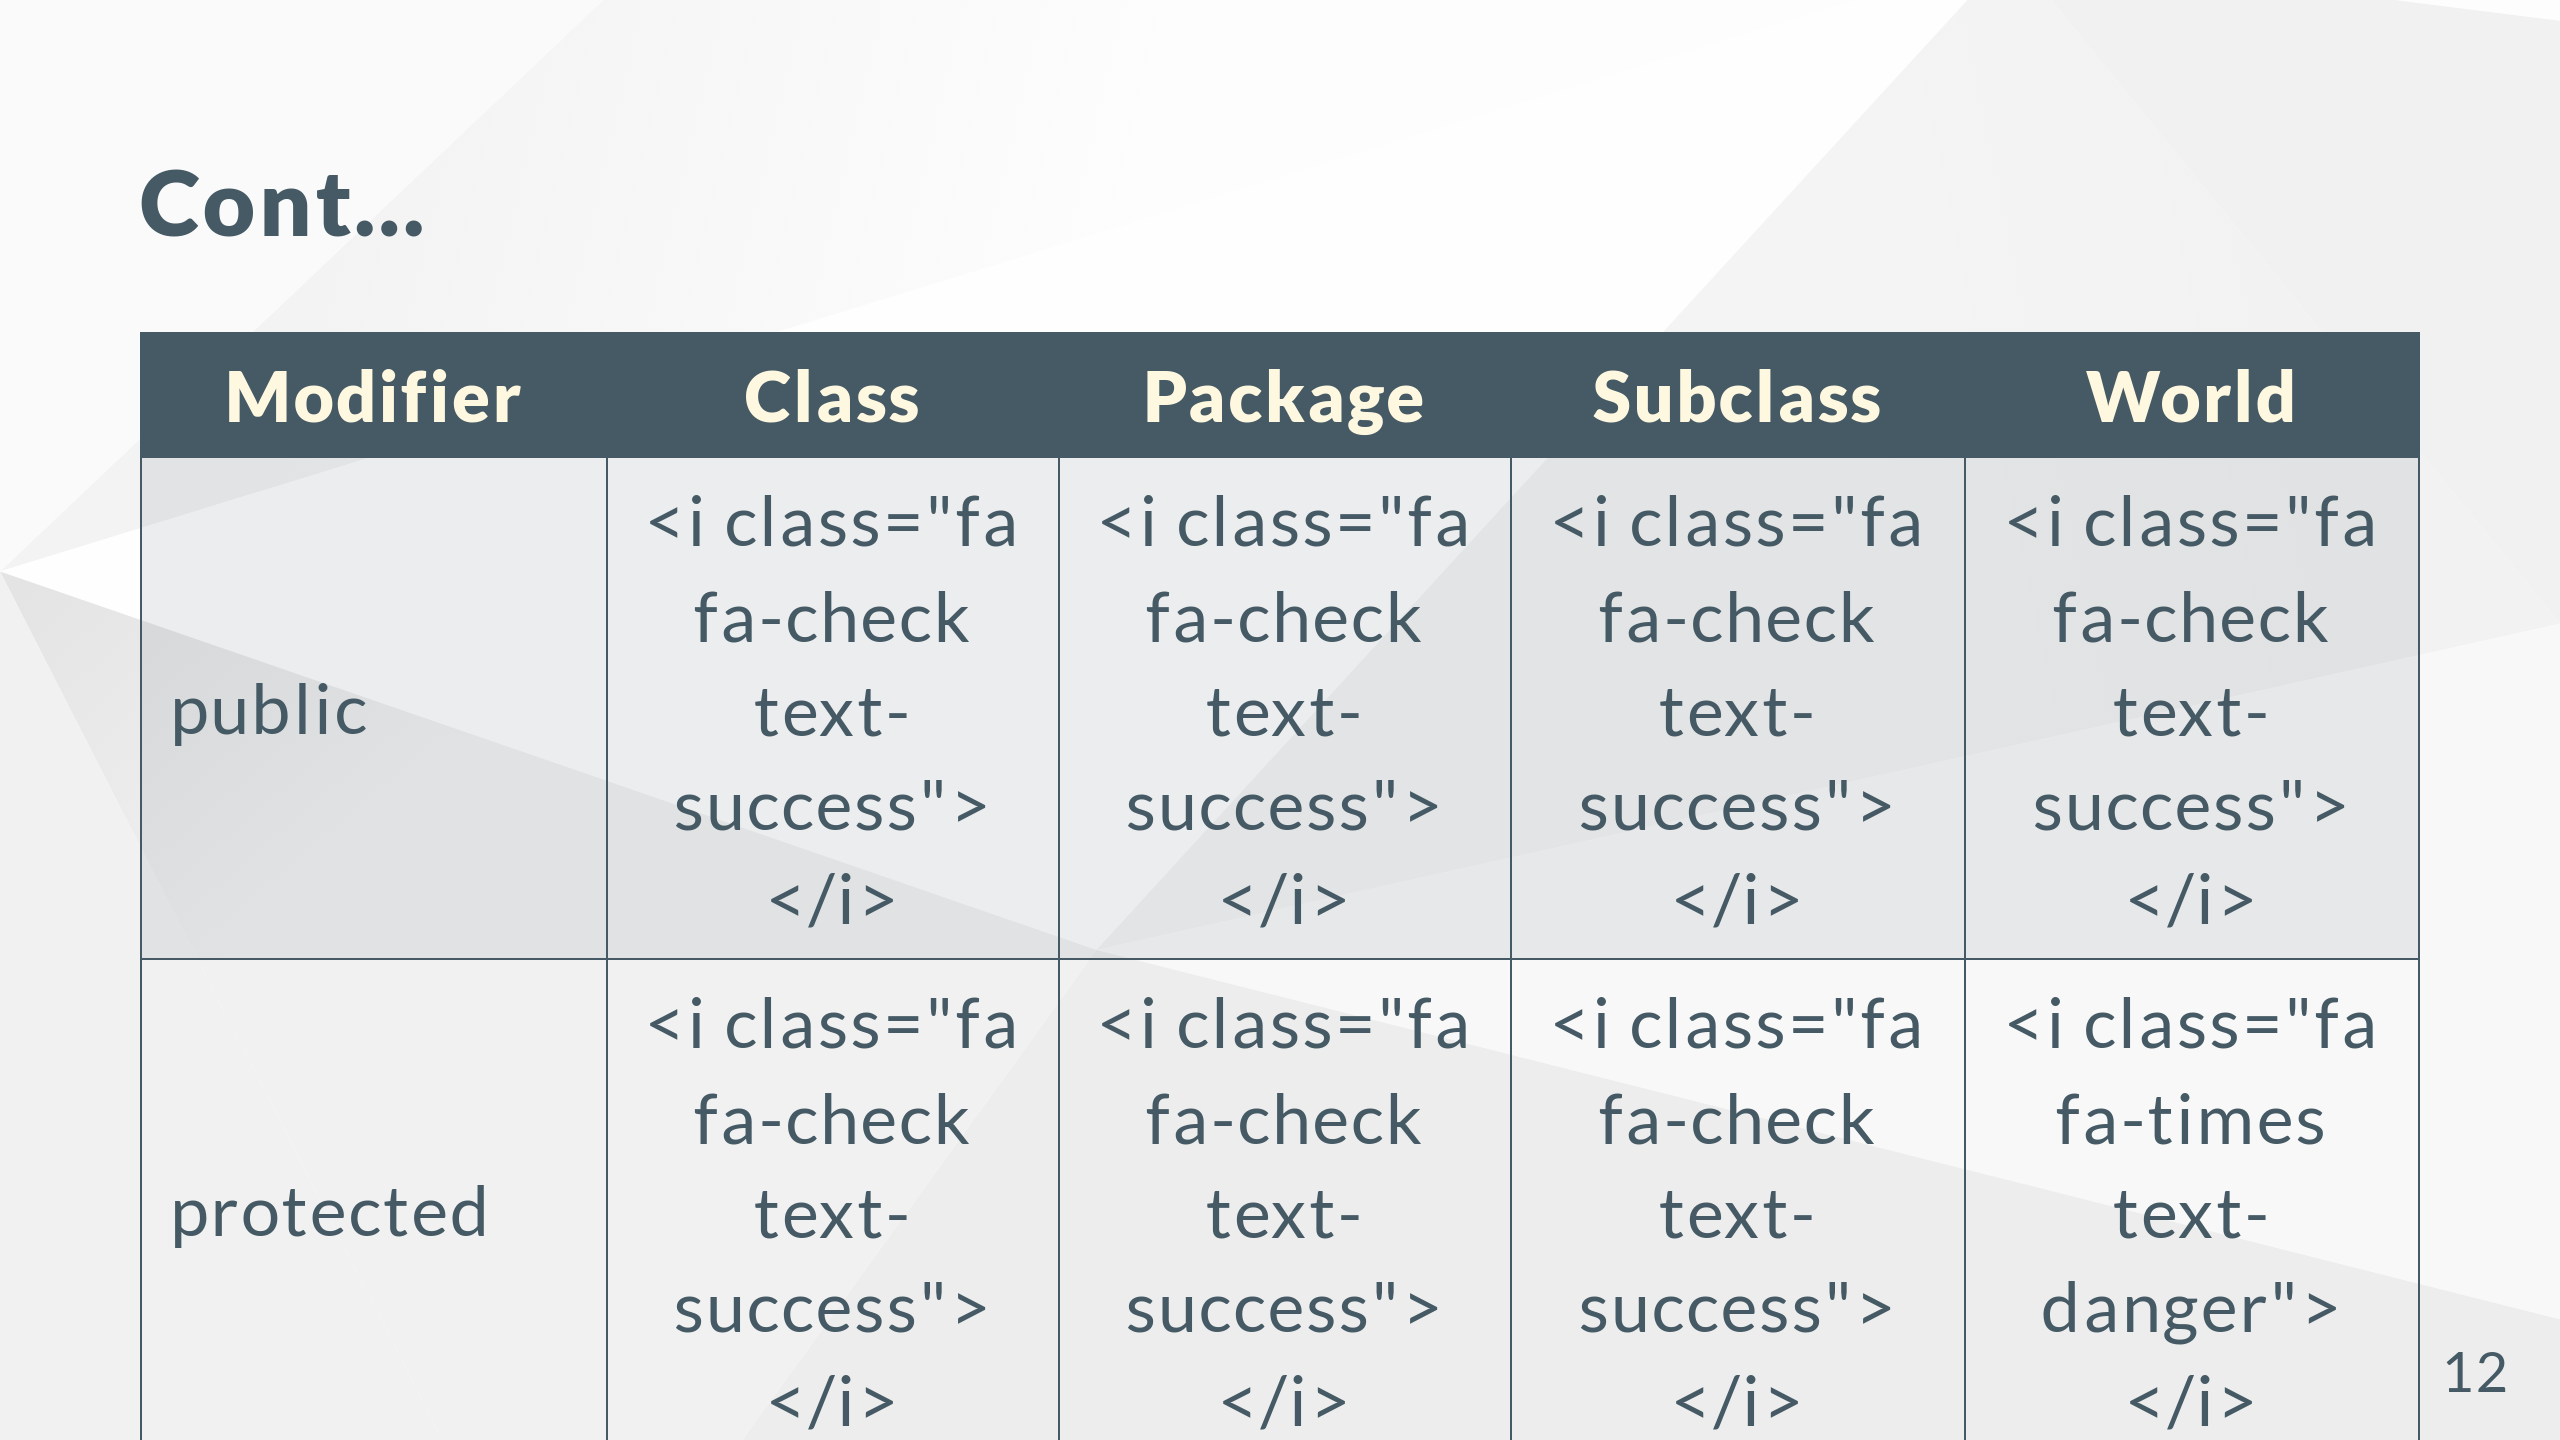 Cont...
Modifier Class Package Subclass World
public
<i class="fa
fa-check
text-
success">
</i>
<i class="fa
fa-check
text-
success">
</i>
<i class="fa
fa-check
text-
success">
</i>
<i class="fa
fa-check
text-
success">
</i>
protected
<i class="fa
fa-check
text-
success">
</i>
<i class="fa
fa-check
text-
success">
</i>
<i class="fa
fa-check
text-
success">
</i>
<i class="fa
fa-times
text-
danger">
</i>
12